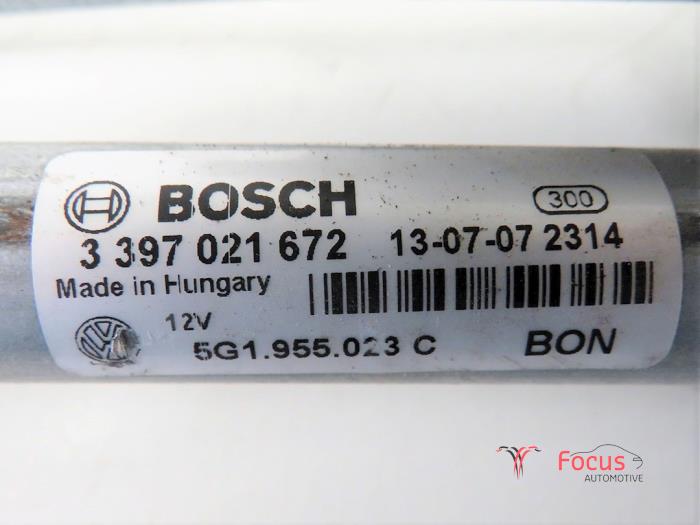 BOSCH 300
3 397 021 672 13-07-07 2314
Made in Hungary
12V
5G1.955.023 C BON
Focus
AUTOMOTIVE